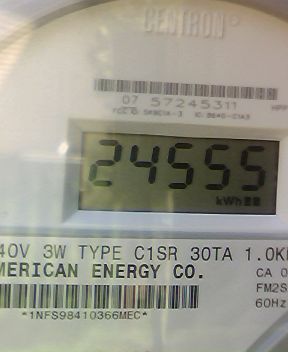 CENTRON®
07 57245311
24555
kWh
40V 3W TYPE C1SR 30TA 1.0K
MERICAN ENERGY CO.
CA 0
FM2S
60Hz
*1NFS98410366MEC*